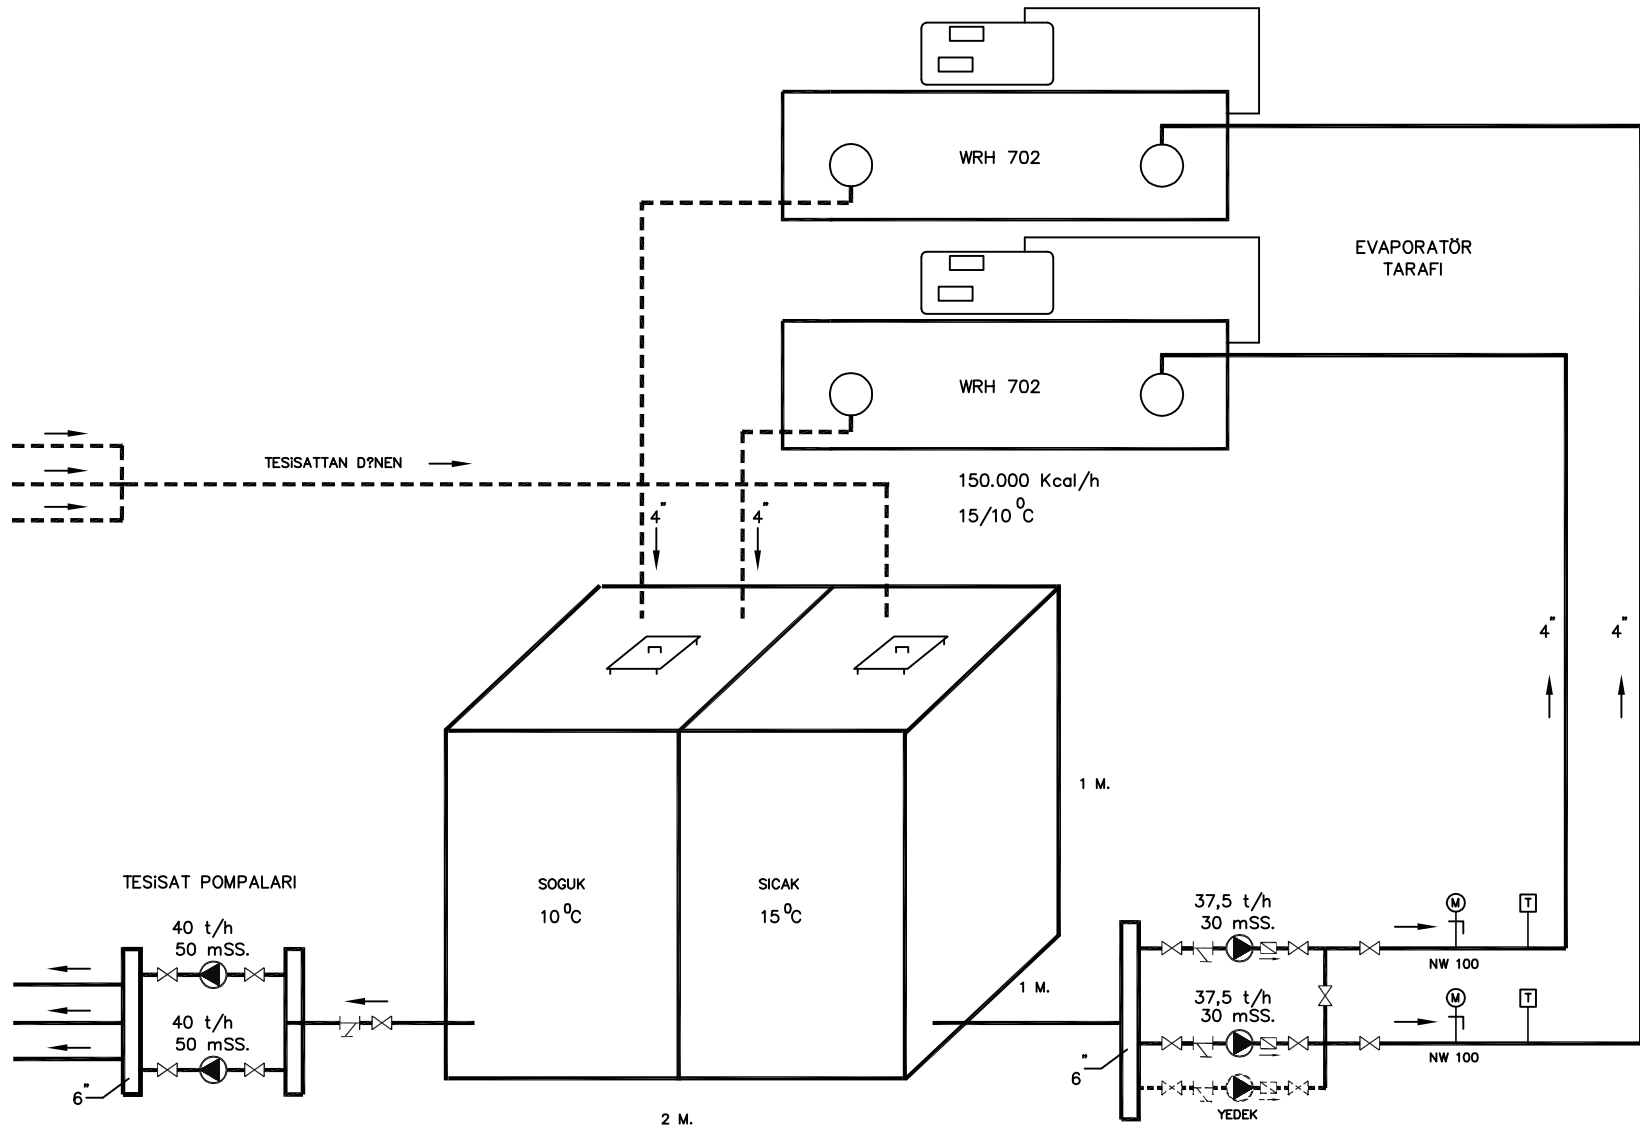 WRH 702
EVAPORATÖR
TARAFI
WRH 702
TESiSATTAN D?NEN
150.000 Kcal/h
15/10 ⁰C
4"
4"
4"
4"
1 M.
TESiSAT POMPALARI
SOGUK
10 ⁰C
SICAK
15 ⁰C
40 t/h
50 mSS.
37,5 t/h
30 mSS.
M
T
NW 100
1 M.
40 t/h
50 mSS.
37,5 t/h
30 mSS.
M
T
NW 100
6"
6"
YEDEK
2 M.